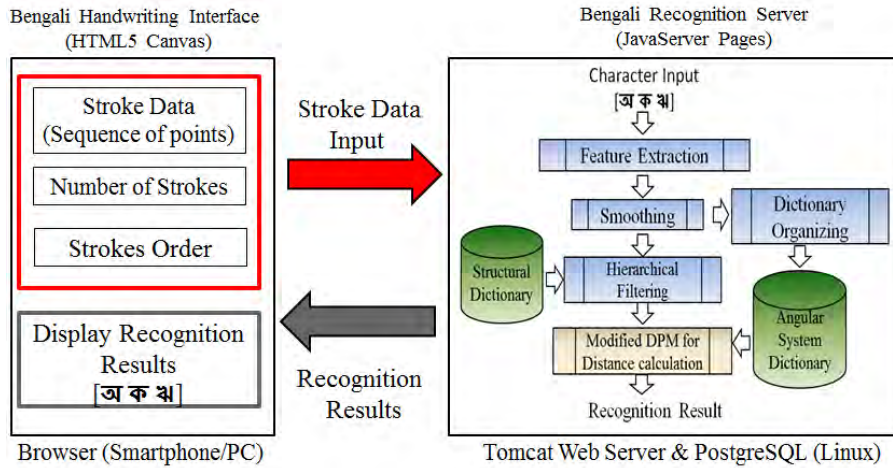 Bengali Handwriting Interface
(HTML5 Canvas)
Stroke Data
(Sequence of points)
Number of Strokes
Strokes Order
Display Recognition
Results
[অ ক ঋ]
Browser (Smartphone/PC)
Stroke Data
Input
Recognition
Results
Bengali Recognition Server
(JavaServer Pages)
Character Input
[অ ক ঋ]
Feature Extraction
Smoothing
Dictionary
Organizing
Structural
Dictionary
Hierarchical
Filtering
Modified DPM for
Distance calculation
Angular
System
Dictionary
Recognition Result
Tomcat Web Server & PostgreSQL (Linux)